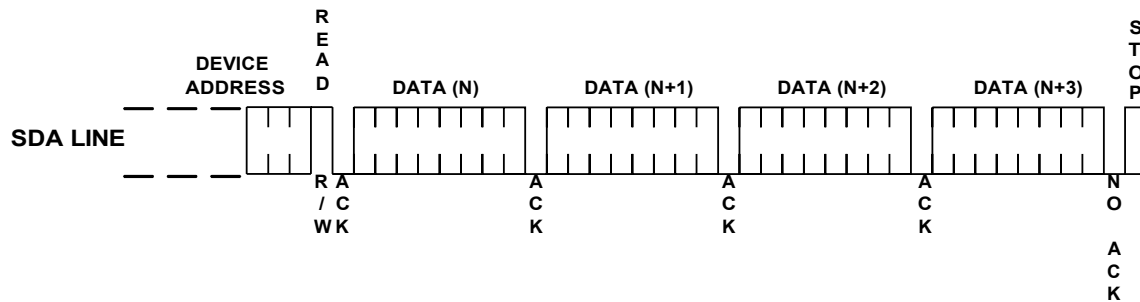 READ
STOP
DEVICE
ADDRESS
DATA (N)
DATA (N+1)
DATA (N+2)
DATA (N+3)
SDA LINE
R/W
ACK
ACK
ACK
ACK
NO ACK